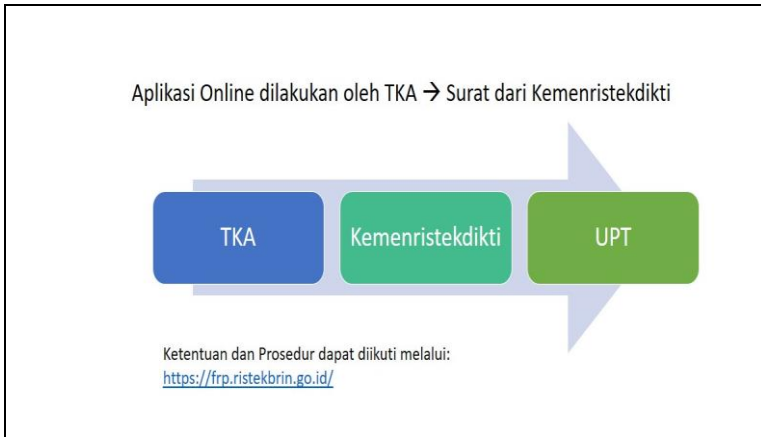 Aplikasi Online dilakukan oleh TKA → Surat dari Kemenristekdikti
TKA
Kemenristekdikti
UPT
Ketentuan dan Prosedur dapat diikuti melalui:
https://frp.ristekbrin.go.id/